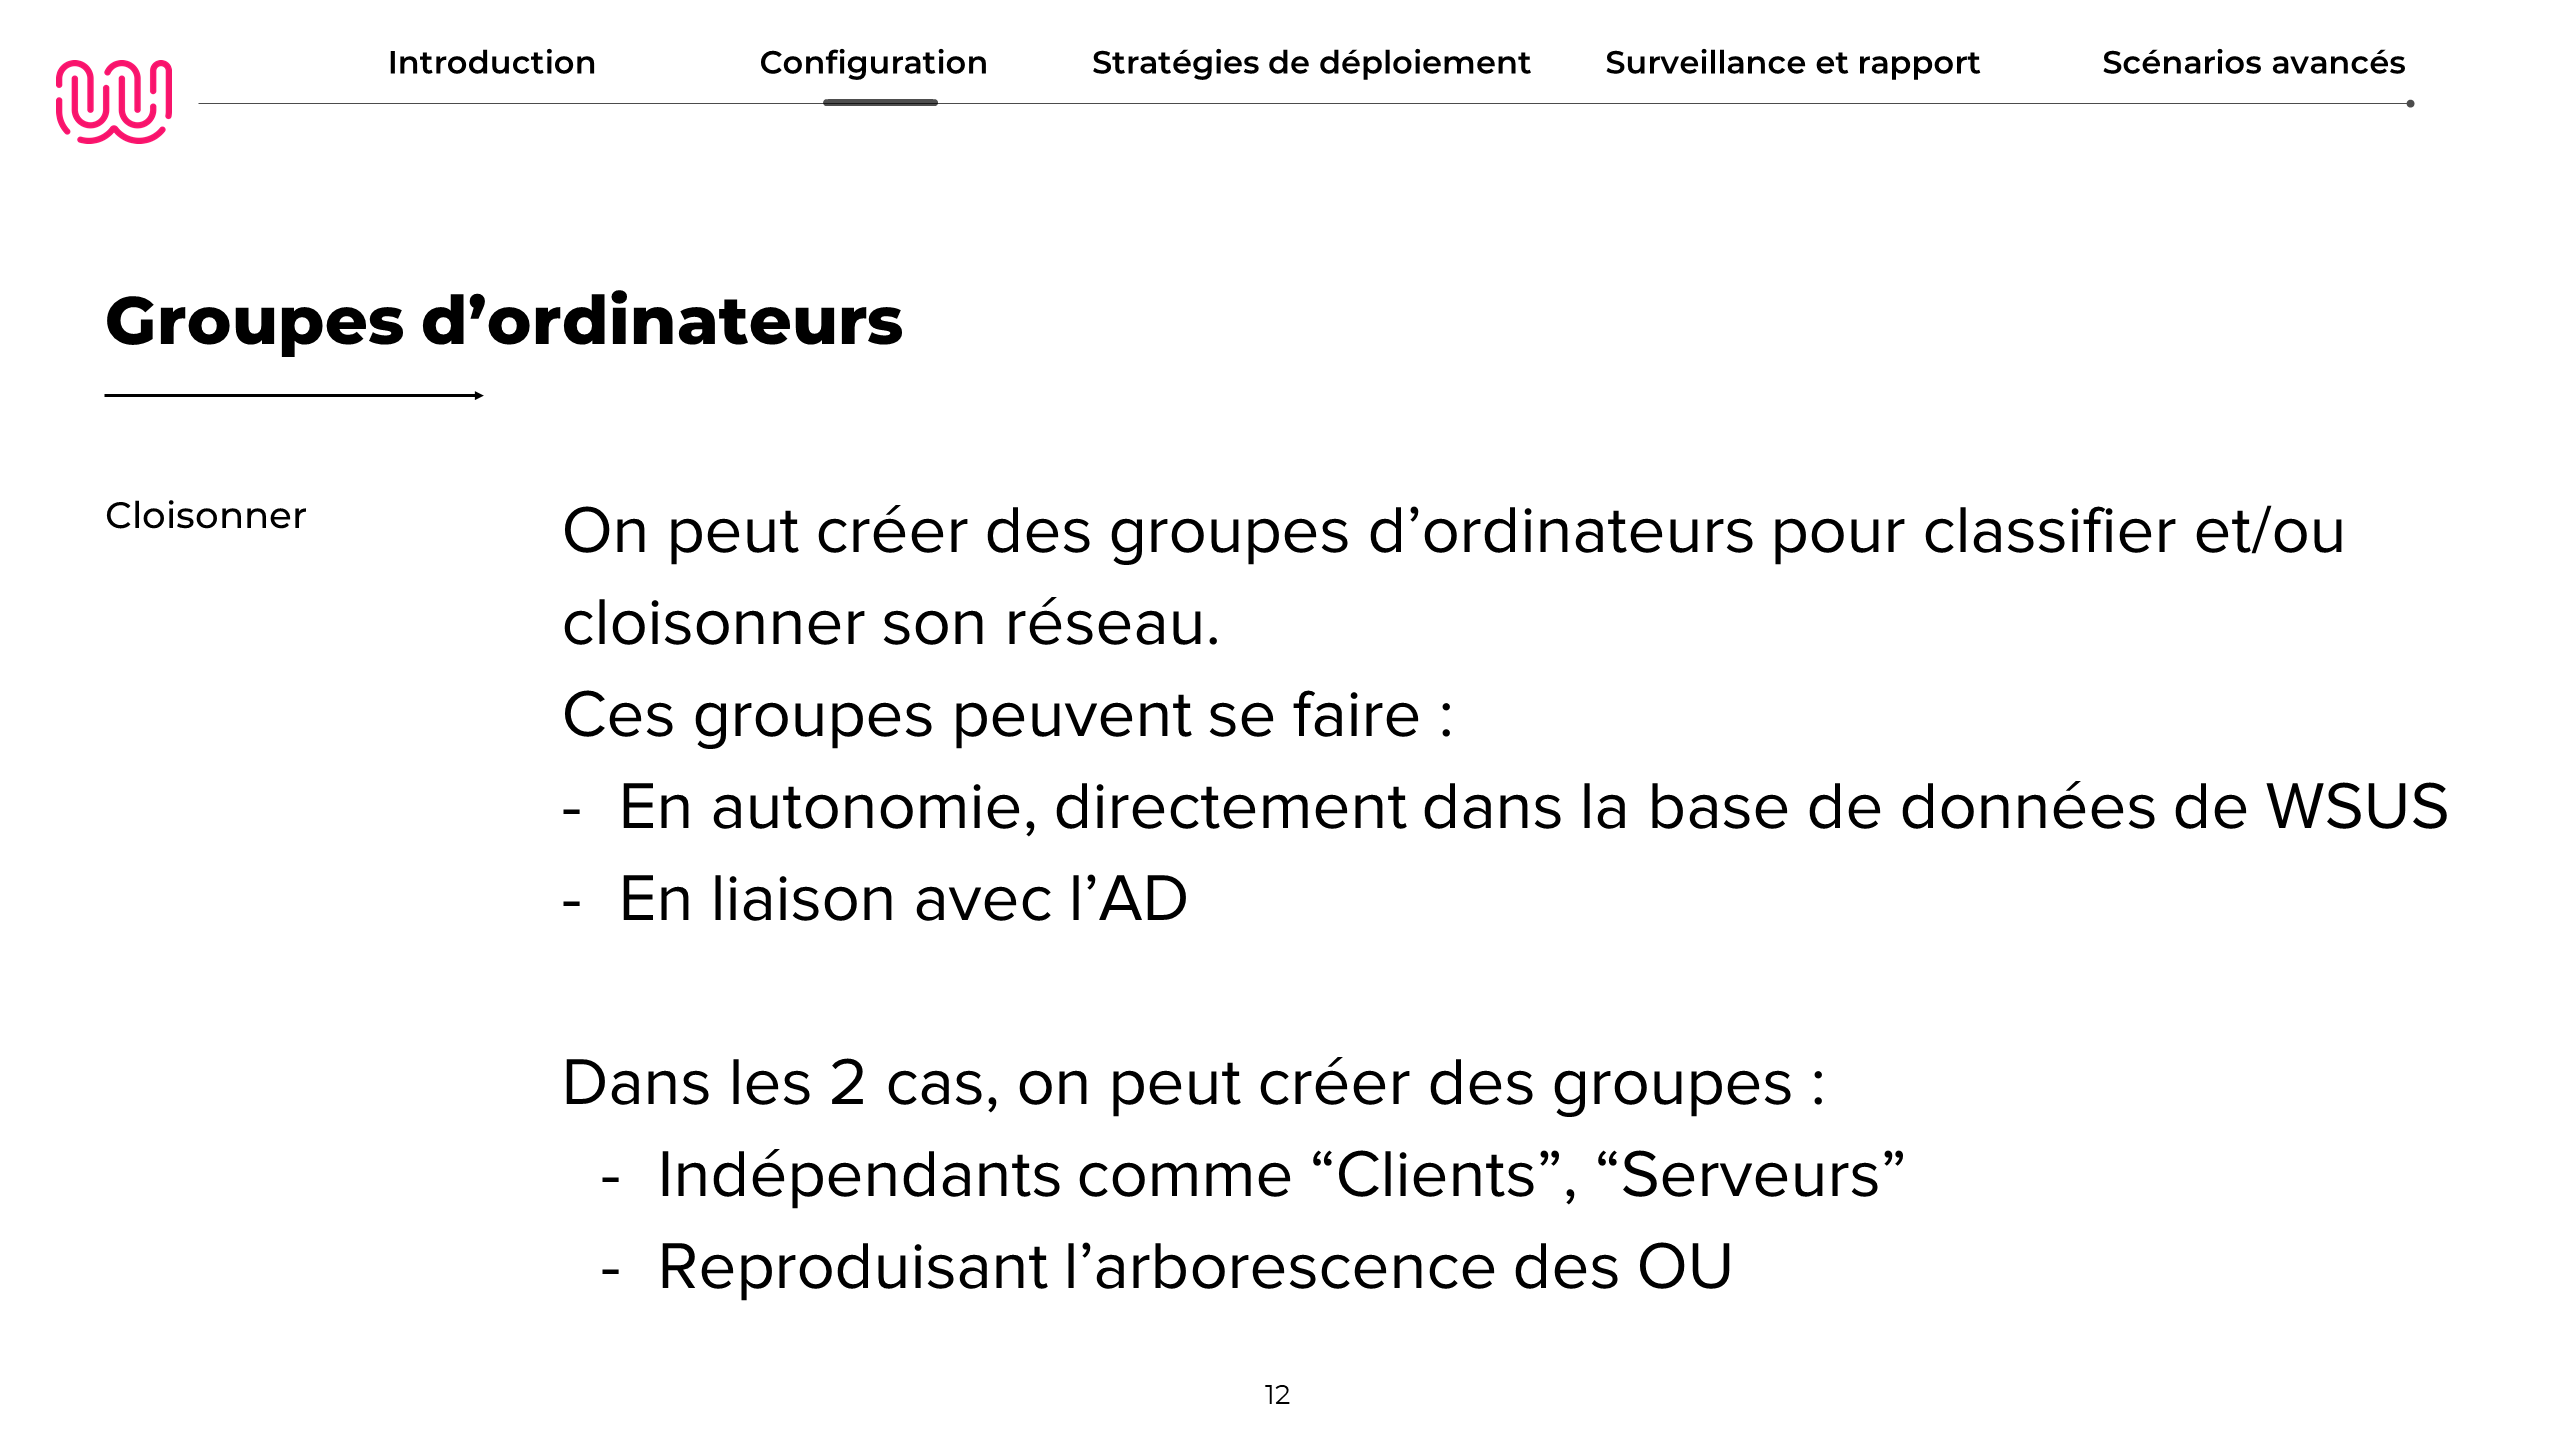 Introduction
Configuration
Stratégies de déploiement
Surveillance et rapport
Scénarios avancés
Groupes d’ordinateurs
Cloisonner
On peut créer des groupes d’ordinateurs pour classifier et/ou
cloisonner son réseau.
Ces groupes peuvent se faire :
- En autonomie, directement dans la base de données de WSUS
- En liaison avec l’AD
Dans les 2 cas, on peut créer des groupes :
- Indépendants comme “Clients”, “Serveurs”
- Reproduisant l’arborescence des OU
12